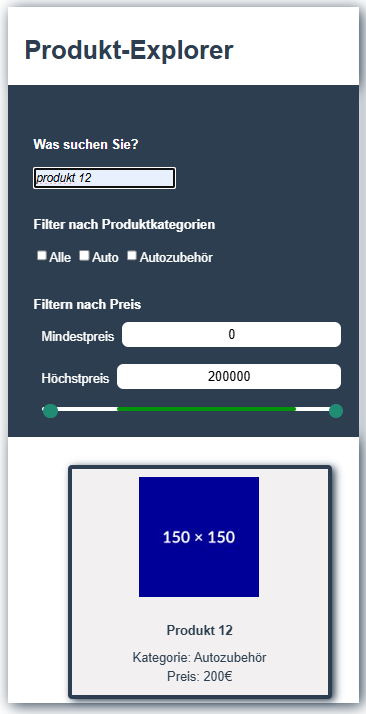 Produkt-Explorer
Was suchen Sie?
produkt 12
Filter nach Produktkategorien
Alle Auto Autozubehör
Filtern nach Preis
Mindestpreis 0
Höchstpreis 200000
150 × 150
Produkt 12
Kategorie: Autozubehör
Preis: 200€